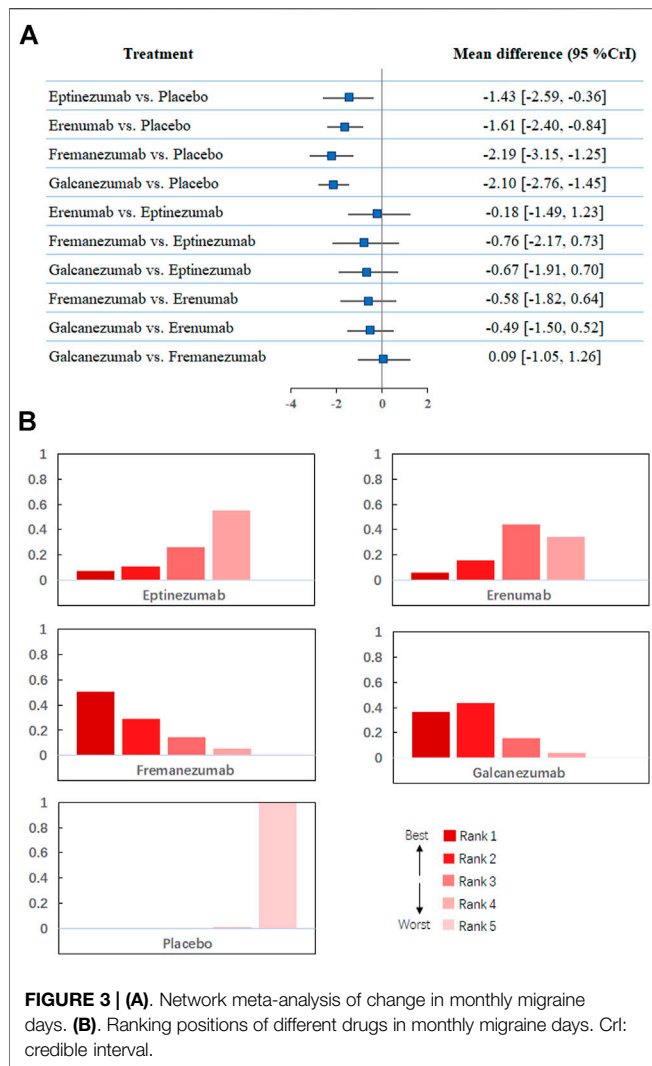 A
Treatment Mean difference (95 %CrI)
Eptinezumab vs. Placebo -1.43 [-2.59, -0.36]
Erenumab vs. Placebo -1.61 [-2.40, -0.84]
Fremanezumab vs. Placebo -2.19 [-3.15, -1.25]
Galcanezumab vs. Placebo -2.10 [-2.76, -1.45]
Erenumab vs. Eptinezumab -0.18 [-1.49, 1.23]
Fremanezumab vs. Eptinezumab -0.76 [-2.17, 0.73]
Galcanezumab vs. Eptinezumab -0.67 [-1.91, 0.70]
Fremanezumab vs. Erenumab -0.58 [-1.82, 0.64]
Galcanezumab vs. Erenumab -0.49 [-1.50, 0.52]
Galcanezumab vs. Fremanezumab 0.09 [-1.05, 1.26]
-4 -2 0 2
B
1
0.8
0.6
0.4
0.2
0
Eptinezumab
1
0.8
0.6
0.4
0.2
0
Erenumab
1
0.8
0.6
0.4
0.2
0
Fremanezumab
1
0.8
0.6
0.4
0.2
0
Galcanezumab
1
0.8
0.6
0.4
0.2
0
Placebo
Best
Worst
Rank 1
Rank 2
Rank 3
Rank 4
Rank 5
FIGURE 3 | (A). Network meta-analysis of change in monthly migraine
days. (B). Ranking positions of different drugs in monthly migraine days. CrI:
credible interval.